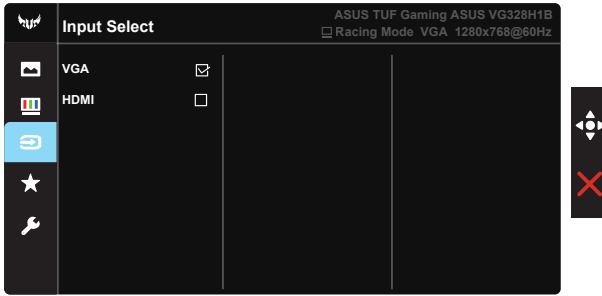 ASUS TUF Gaming ASUS VG328H1B
Input Select
Racing Mode VGA 1280x768@60Hz
VGA
HDMI